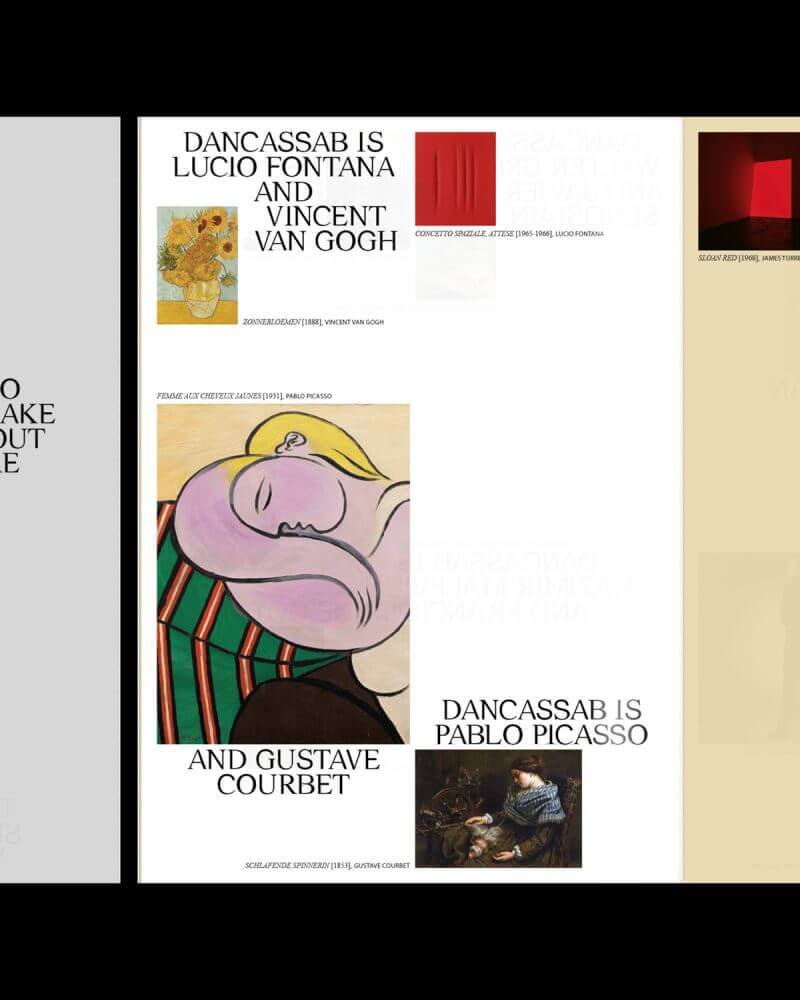 O
AKE
OUT
E
DANCASSAB IS
LUCIO FONTANA
AND
VINCENT
VAN GOGH
ZONNEBLOEMEN [1888], VINCENT VAN GOGH
CONCETTO SPAZIALE, ATTESE [1965-1966], LUCIO FONTANA
FEMME AUX CHEVEUX JAUNES [1931], PABLO PICASSO
DANCASSAB IS
PABLO PICASSO
AND GUSTAVE
COURBET
SCHLAFENDE SPINNERIN [1853], GUSTAVE COURBET
SLOAN RED [1968], JAMES TURRE